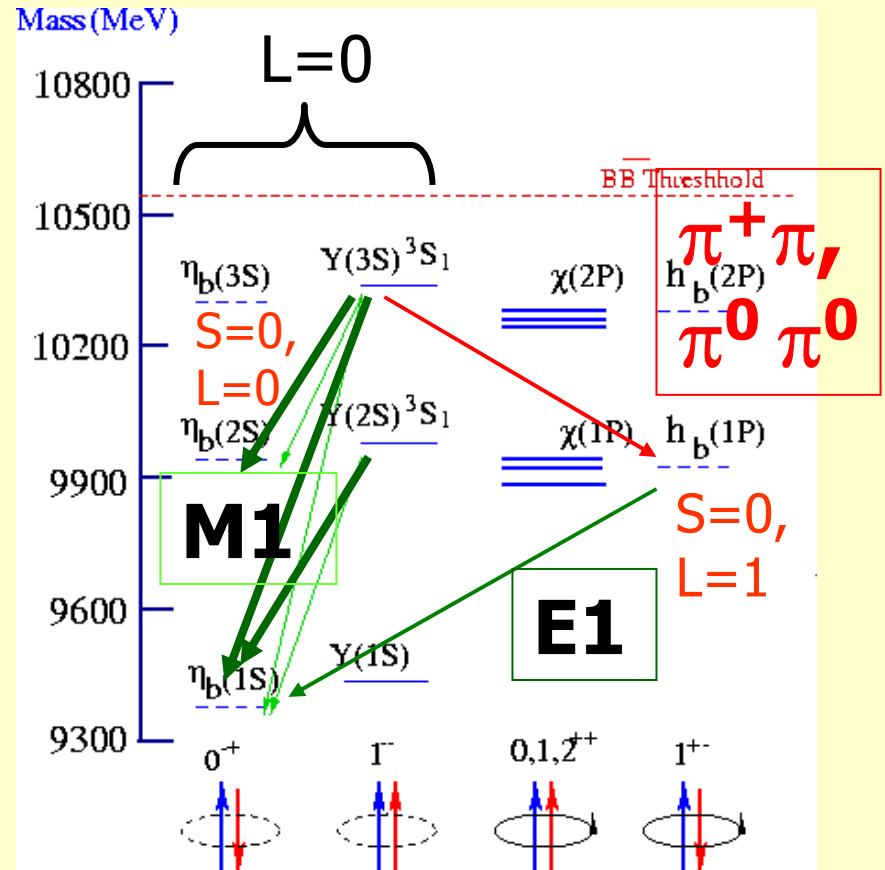 Mass(MeV)
L=0
10800
BB Threshhold
10500
π⁺π,
π⁰ π⁰
η_b(3S)
Υ(3S) ³S₁
χ(2P)
h_b(2P)
S=0,
L=0
10200
η_b(2S)
Υ(2S) ³S₁
χ(1P)
h_b(1P)
9900
M1
S=0,
L=1
9600
E1
η_b(1S)
Υ(1S)
9300
0⁻⁺
1⁻⁻
0,1,2⁺⁺
1⁺⁻